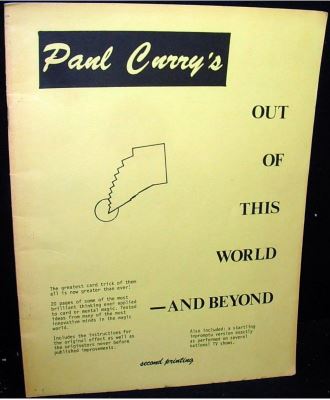 Paul Curry's
OUT
OF
THIS
WORLD
—AND BEYOND
The greatest card trick of them
all is now greater than ever!
20 pages of some of the most
brilliant thinking ever applied
to card or mental magic. Tested
ideas from many of the most
innovative minds in the magic
world.
Includes the instructions for
the original effect as well as
the originators never before
published improvements.
Also included: a startling
impromptu version exactly
as performed on several
national TV shows.
second printing